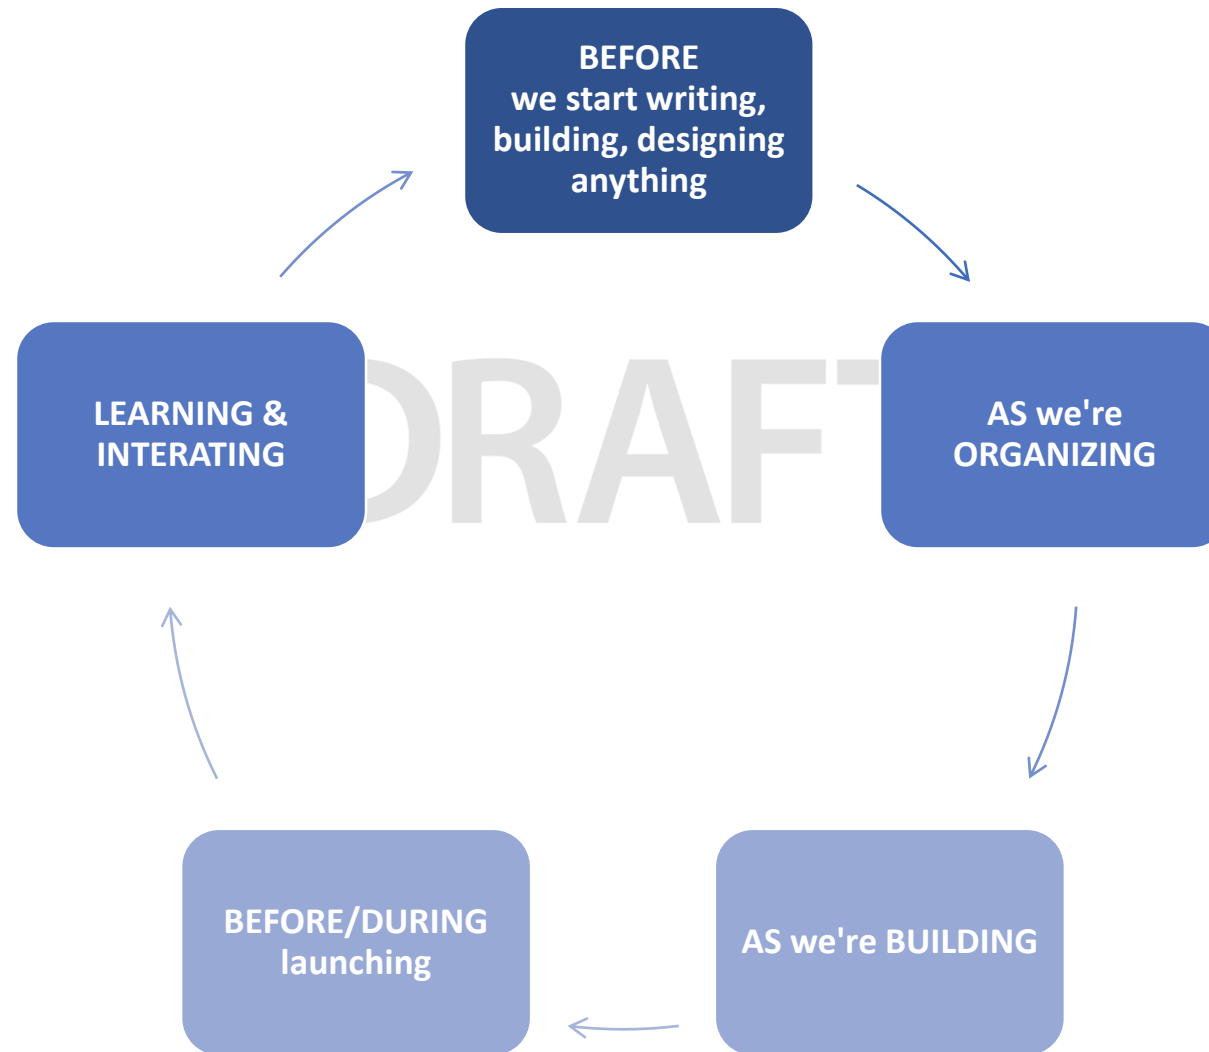 BEFORE
we start writing,
building, designing
anything
AS we're
ORGANIZING
AS we're BUILDING
BEFORE/DURING
launching
LEARNING &
INTERATING
DRAFT